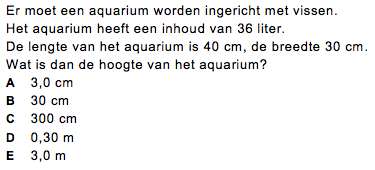 Er moet een aquarium worden ingericht met vissen.
Het aquarium heeft een inhoud van 36 liter.
De lengte van het aquarium is 40 cm, de breedte 30 cm.
Wat is dan de hoogte van het aquarium?
A 3,0 cm
B 30 cm
C 300 cm
D 0,30 m
E 3,0 m